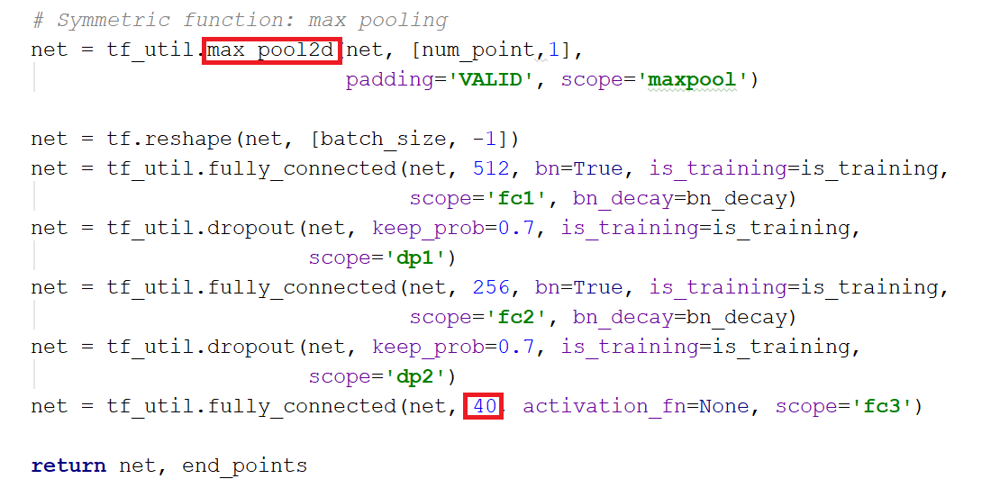 # Symmetric function: max pooling
net = tf_util.max_pool2d(net, [num_point,1],
padding='VALID', scope='maxpool')
net = tf.reshape(net, [batch_size, -1])
net = tf_util.fully_connected(net, 512, bn=True, is_training=is_training,
scope='fc1', bn_decay=bn_decay)
net = tf_util.dropout(net, keep_prob=0.7, is_training=is_training,
scope='dp1')
net = tf_util.fully_connected(net, 256, bn=True, is_training=is_training,
scope='fc2', bn_decay=bn_decay)
net = tf_util.dropout(net, keep_prob=0.7, is_training=is_training,
scope='dp2')
net = tf_util.fully_connected(net, 40, activation_fn=None, scope='fc3')
return net, end_points